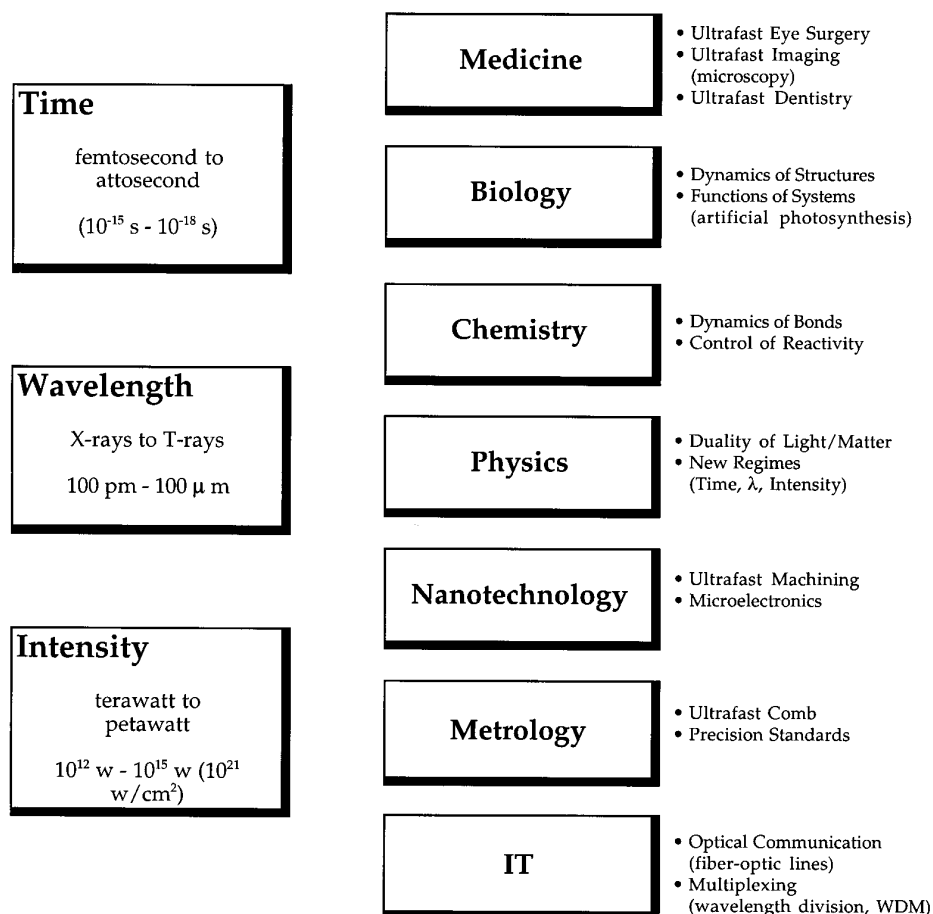 Time
femtosecond to
attosecond
(10⁻¹⁵ s - 10⁻¹⁸ s)
Wavelength
X-rays to T-rays
100 pm - 100 µ m
Intensity
terawatt to
petawatt
10¹² w - 10¹⁵ w (10²¹
w/cm²)
Medicine
• Ultrafast Eye Surgery
• Ultrafast Imaging
(microscopy)
• Ultrafast Dentistry
Biology
• Dynamics of Structures
• Functions of Systems
(artificial photosynthesis)
Chemistry
• Dynamics of Bonds
• Control of Reactivity
Physics
• Duality of Light/Matter
• New Regimes
(Time, λ, Intensity)
Nanotechnology
• Ultrafast Machining
• Microelectronics
Metrology
• Ultrafast Comb
• Precision Standards
IT
• Optical Communication
(fiber-optic lines)
• Multiplexing
(wavelength division, WDM)